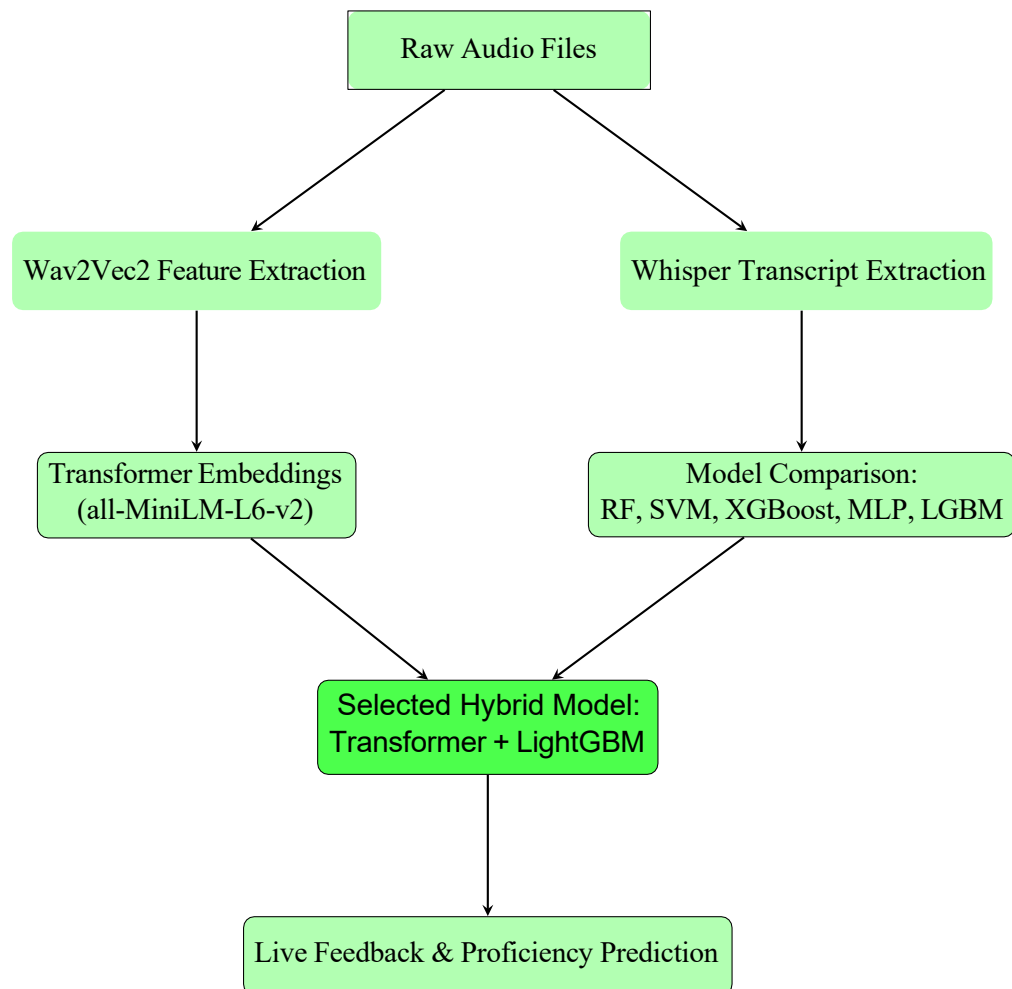 Raw Audio Files
Wav2Vec2 Feature Extraction
Whisper Transcript Extraction
Transformer Embeddings
(all-MiniLM-L6-v2)
Model Comparison:
RF, SVM, XGBoost, MLP, LGBM
Selected Hybrid Model:
Transformer + LightGBM
Live Feedback & Proficiency Prediction